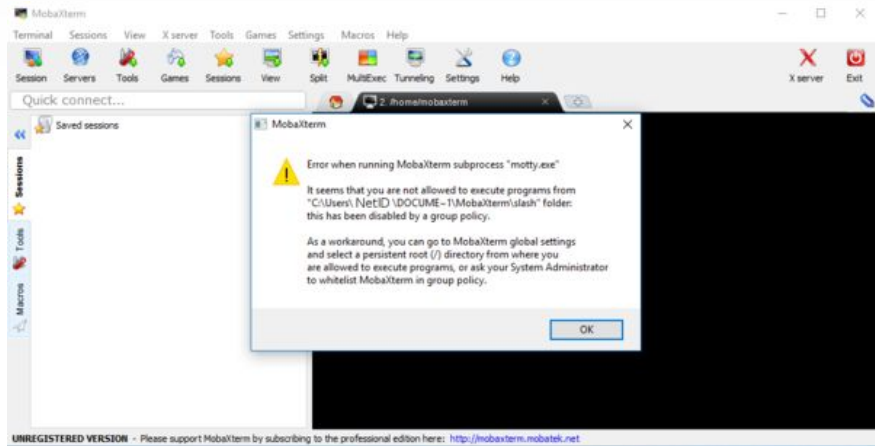 MobaXterm
Terminal Sessions View X server Tools Games Settings Macros Help
Session Servers Tools Games Sessions View Split MultiExec Tunneling Settings Help X server Exit
Quick connect...
2. /home/mobaxterm
Saved sessions
Sessions
Tools
Macros
MobaXterm
Error when running MobaXterm subprocess "motty.exe"
It seems that you are not allowed to execute programs from
"C:\Users\ NetID \DOCUME~1\MobaXterm\slash" folder:
this has been disabled by a group policy.
As a workaround, you can go to MobaXterm global settings
and select a persistent root (/) directory from where you
are allowed to execute programs, or ask your System Administrator
to whitelist MobaXterm in group policy.
OK
UNREGISTERED VERSION - Please support MobaXterm by subscribing to the professional edition here: http://mobaxterm.mobatek.net